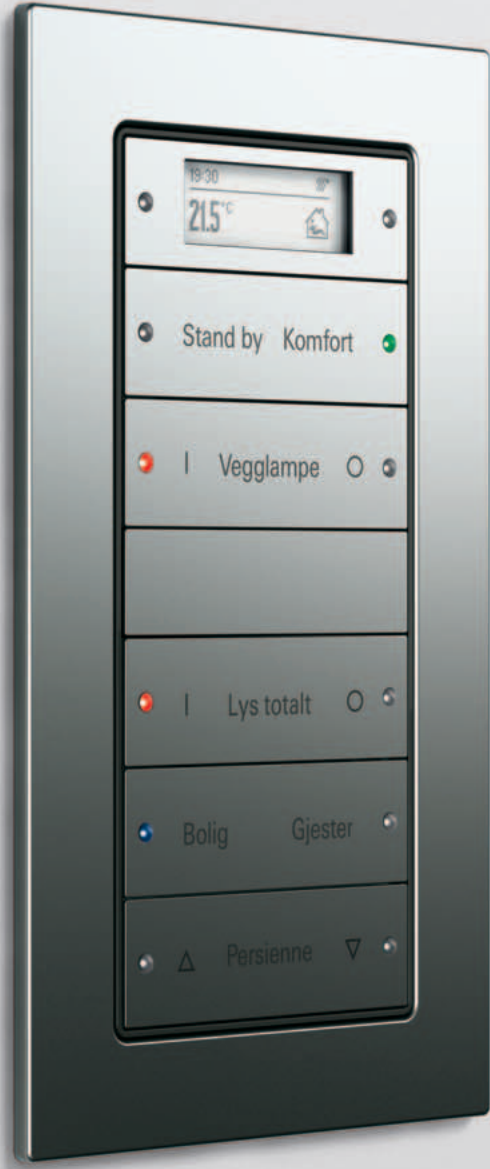 19:30
21.5°C
Stand by Komfort
I Vegglampe O
I Lys totalt O
Bolig Gjester
△ Persienne ▽